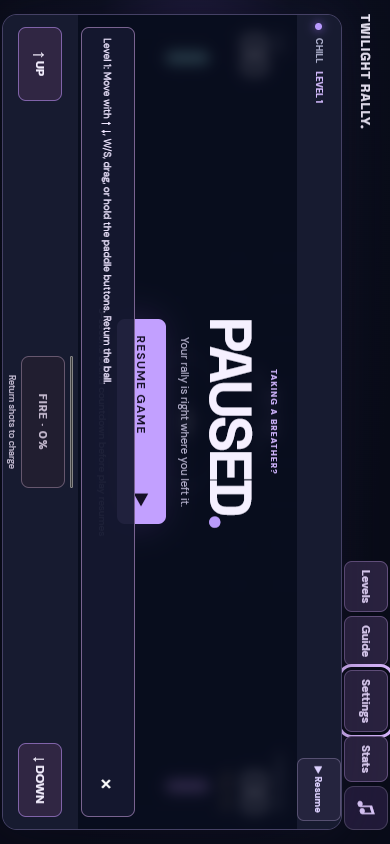 TWILIGHT RALLY.
Levels
Guide
Settings
Stats
CHILL LEVEL 1
▶ Resume
TAKING A BREATHER?
PAUSED.
Your rally is right where you left it.
RESUME GAME ▶
Level 1: Move with ↑ ↓, W/S, drag, or hold the paddle buttons. Return the ball.
×
↑ UP
FIRE · 0%
↓ DOWN
Return shots to charge